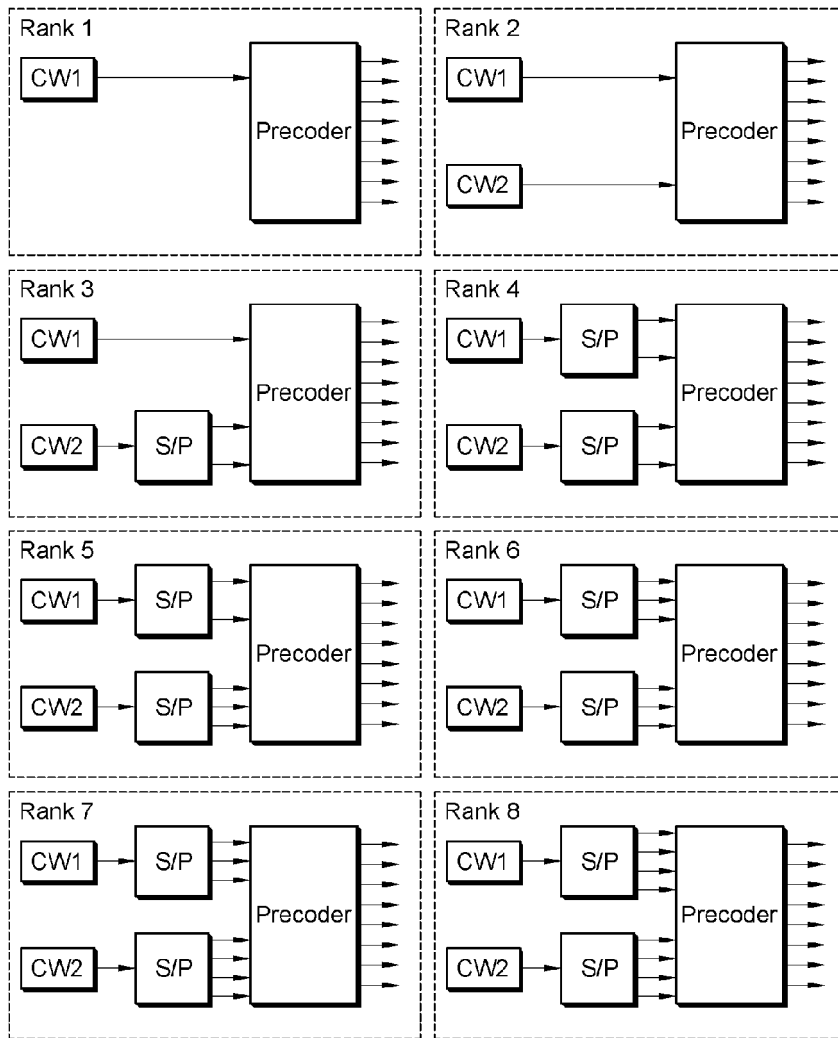 Rank 1
CW1
Precoder
Rank 2
CW1
Precoder
CW2
Rank 3
CW1
Precoder
CW2
S/P
Rank 4
CW1
S/P
Precoder
CW2
S/P
Rank 5
CW1
S/P
Precoder
CW2
S/P
Rank 6
CW1
S/P
Precoder
CW2
S/P
Rank 7
CW1
S/P
Precoder
CW2
S/P
Rank 8
CW1
S/P
Precoder
CW2
S/P